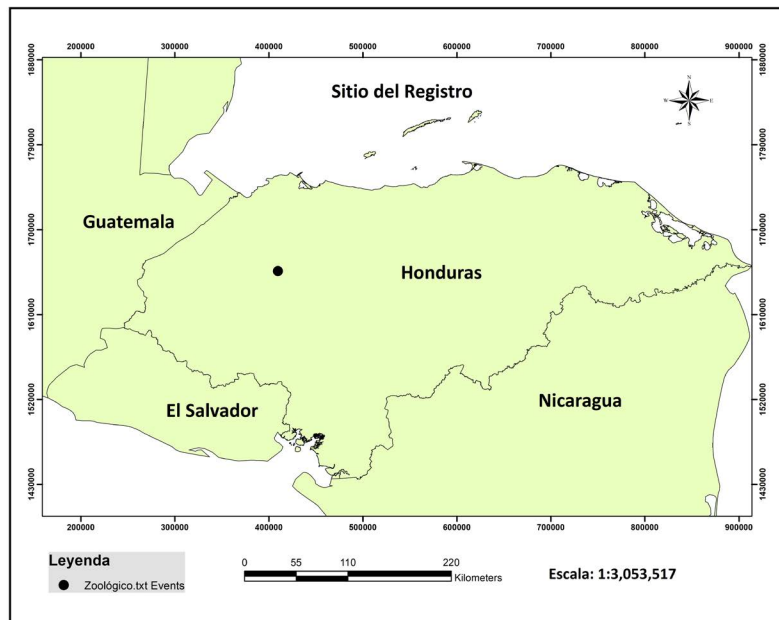 200000 300000 400000 500000 600000 700000 800000 900000
1880000 1880000
Sitio del Registro
N
W E
S
1790000 1790000
Guatemala
1700000 1700000
Honduras
1610000 1610000
El Salvador
Nicaragua
1520000 1520000
1430000 1430000
200000 300000 400000 500000 600000 700000 800000 900000
Leyenda
Zoológico.txt Events
0 55 110 220
Kilometers
Escala: 1:3,053,517